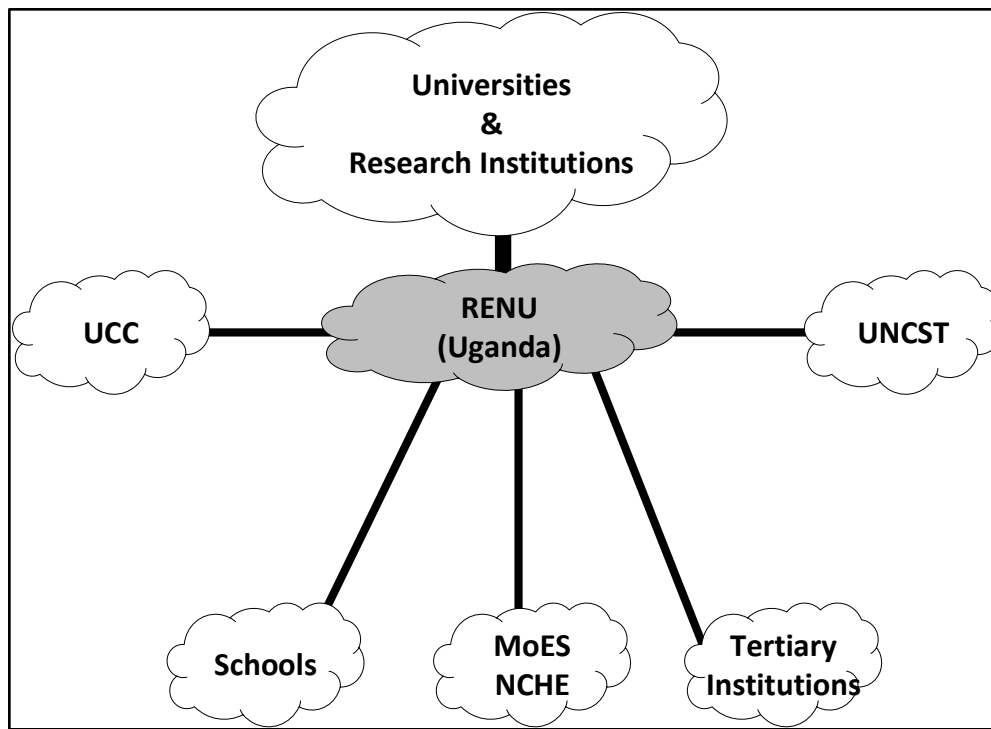 Universities
&
Research Institutions
RENU
(Uganda)
UCC
UNCST
Schools
MoES
NCHE
Tertiary
Institutions